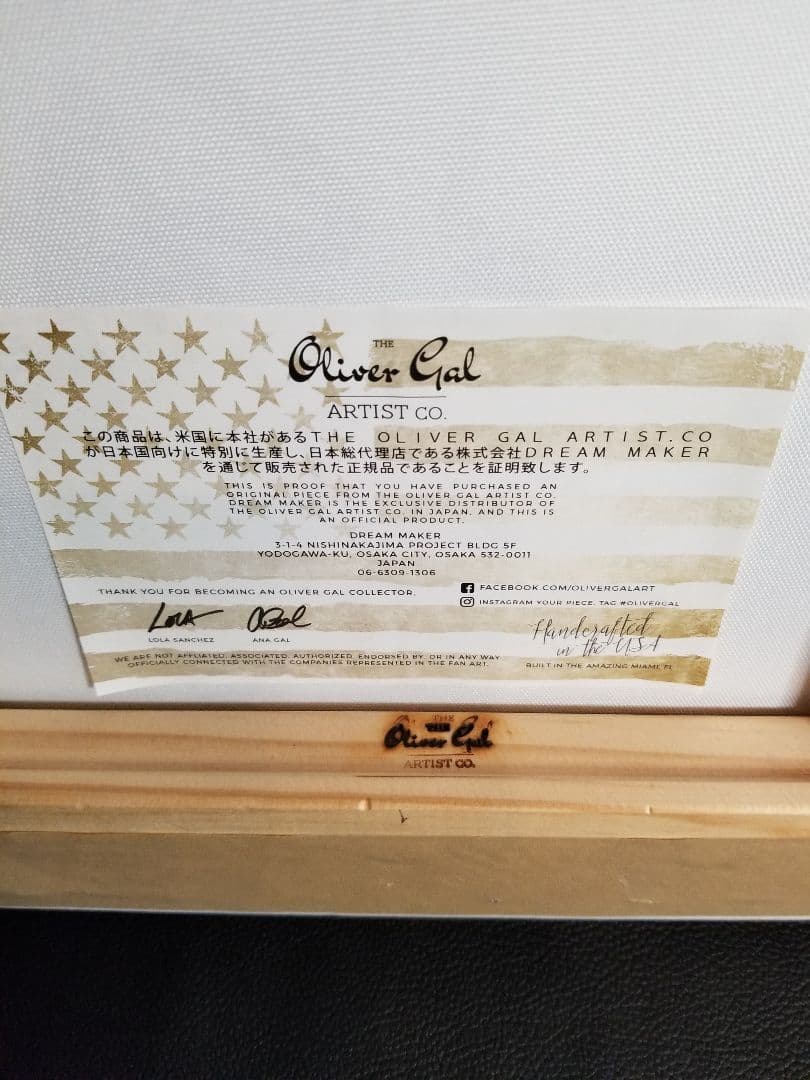 THE
Oliver Gal
ARTIST CO.
この商品は、米国に本社があるTHE OLIVER GAL ARTIST.CO
が日本国向けに特別に生産し、日本総代理店である株式会社DREAM MAKER
を通じて販売された正規品であることを証明致します。
THIS IS PROOF THAT YOU HAVE PURCHASED AN
ORIGINAL PIECE FROM THE OLIVER GAL ARTIST CO.
DREAM MAKER IS THE EXCLUSIVE DISTRIBUTOR OF
THE OLIVER GAL ARTIST CO. IN JAPAN. AND THIS IS
AN OFFICIAL PRODUCT.
DREAM MAKER
3-1-4 NISHINAKAJIMA PROJECT BLDG 5F
YODOGAWA-KU, OSAKA CITY, OSAKA 532-0011
JAPAN
06-6309-1306
THANK YOU FOR BECOMING AN OLIVER GAL COLLECTOR.
FACEBOOK.COM/OLIVERGALART
INSTAGRAM YOUR PIECE. TAG #OLIVERGAL
LOLA
LOLA SANCHEZ
ANA GAL
Handcrafted
in the USA
BUILT IN THE AMAZING MIAMI, FL
WE ARE NOT AFFLIATED, ASSOCIATED, AUTHORIZED, ENDORSED BY, OR IN ANY WAY
OFFICIALLY CONNECTED WITH THE COMPANIES REPRESENTED IN THE FAN ART.
THE
Oliver Gal
ARTIST CO.